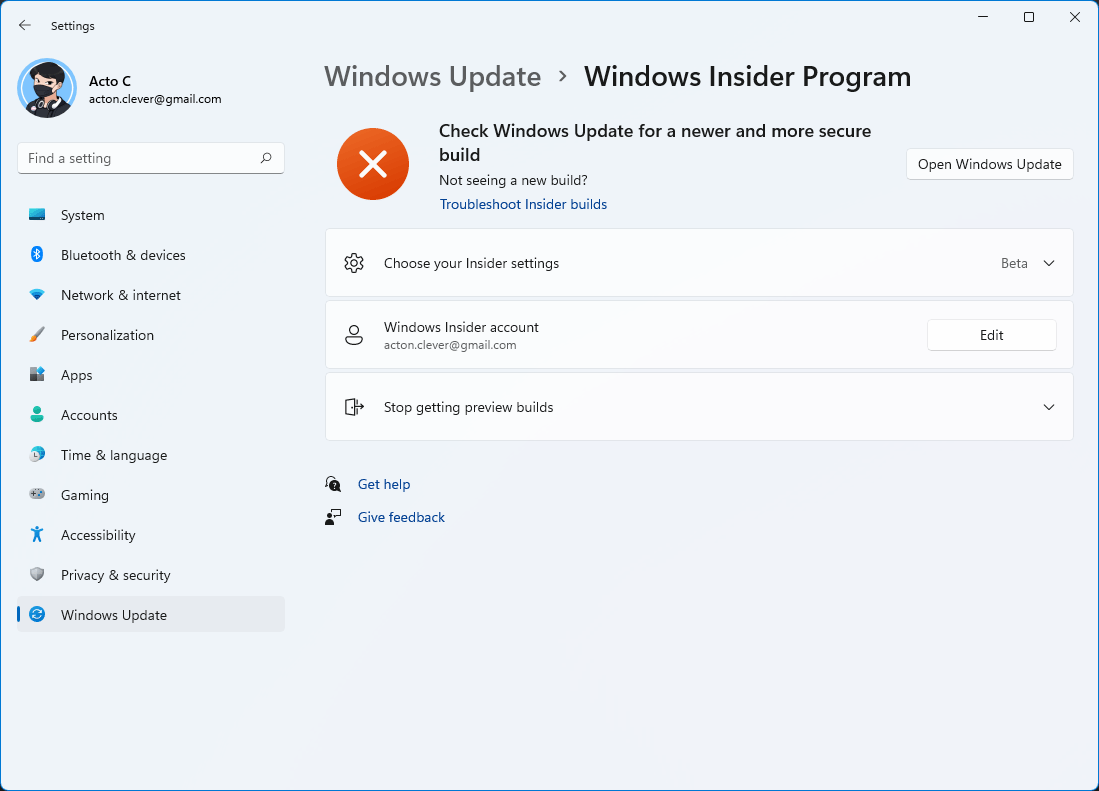 Settings
Acto C
acton.clever@gmail.com
Find a setting
System
Bluetooth & devices
Network & internet
Personalization
Apps
Accounts
Time & language
Gaming
Accessibility
Privacy & security
Windows Update
Windows Update > Windows Insider Program
Check Windows Update for a newer and more secure
build
Not seeing a new build?
Troubleshoot Insider builds
Open Windows Update
Choose your Insider settings
Beta
Windows Insider account
acton.clever@gmail.com
Edit
Stop getting preview builds
Get help
Give feedback